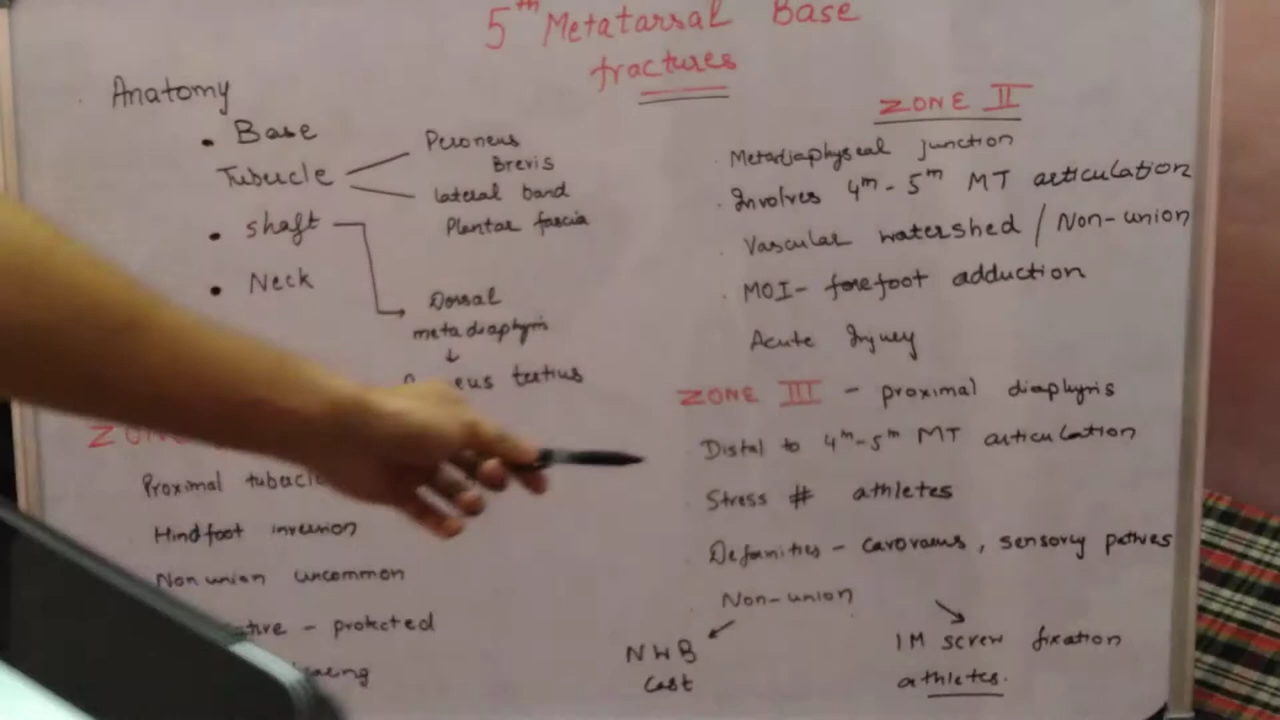 5th Metatarsal Base
fractures
Anatomy
• Base
Tubercle
Peroneus
Brevis
lateral band
Plantar fascia
• shaft
• Neck
Dorsal
metadiaphysis
↓
eus tertius
ZONE
Proximal tubercl
Hindfoot inversion
Non union uncommon
ative - protected
ZONE II
Metadiaphyseal junction
Involves 4th - 5th MT articulation
Vascular watershed / Non-union
MOI - forefoot adduction
Acute Injury
ZONE III - proximal diaphysis
Distal to 4th-5th MT articulation
Stress # athletes
Deformities - cavovarus, sensory
Non-union
NWB
Cast
IM screw fixation
athletes.